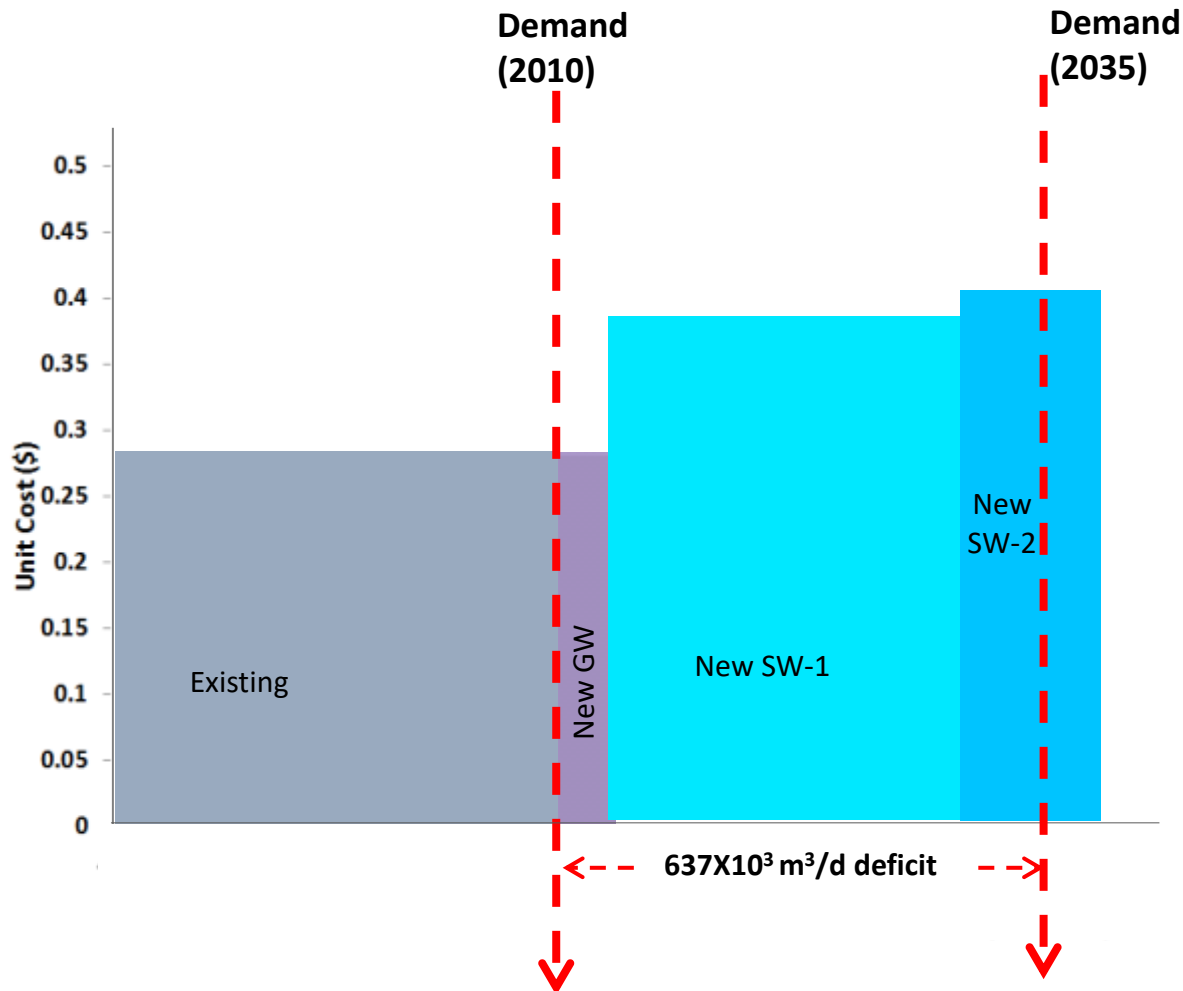 Demand
(2010)
Demand
(2035)
0.5
0.45
0.4
0.35
0.3
0.25
0.2
0.15
0.1
0.05
0
Unit Cost ($)
Existing
New GW
New SW-1
New
SW-2
637X10³ m³/d deficit